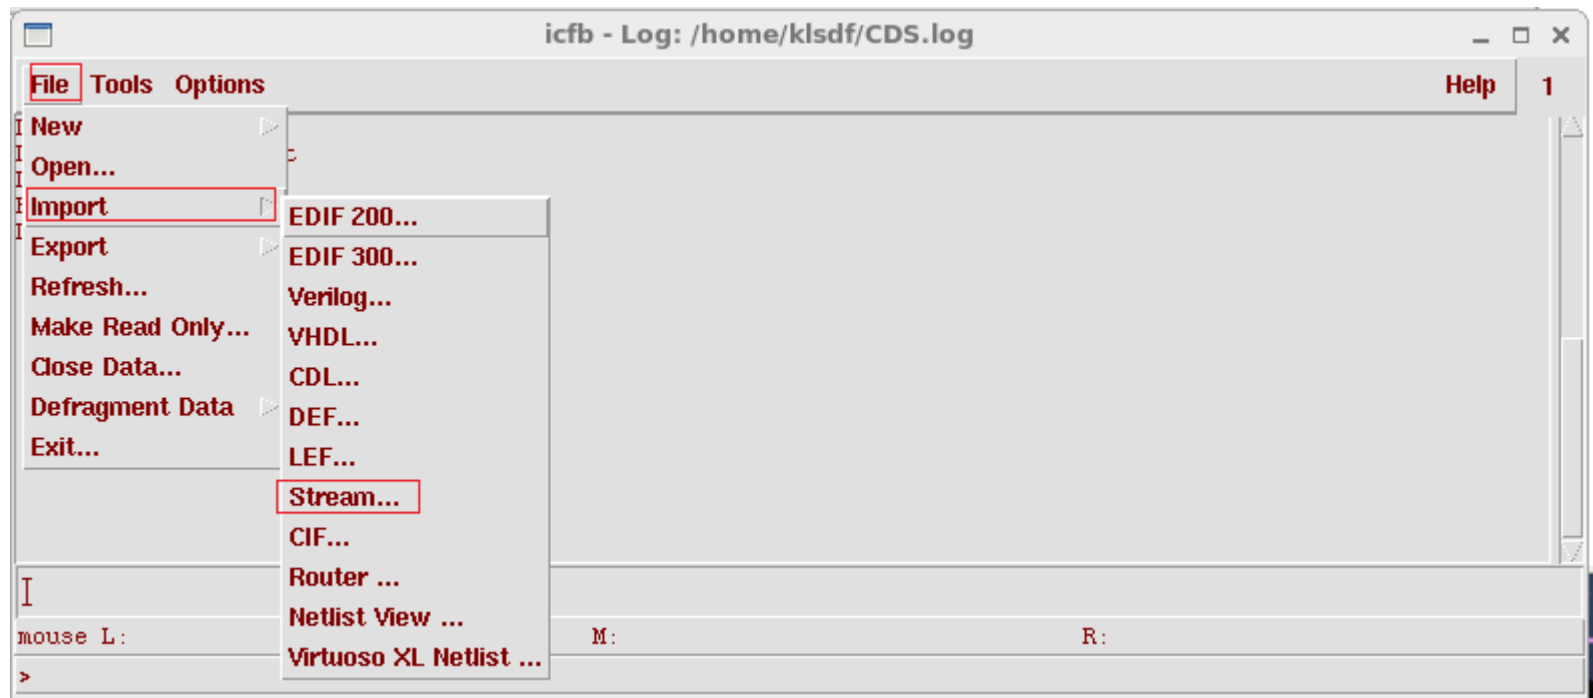 icfb - Log: /home/klsdf/CDS.log
File Tools Options Help 1
New
Open...
Import
Export
Refresh...
Make Read Only...
Close Data...
Defragment Data
Exit...
EDIF 200...
EDIF 300...
Verilog...
VHDL...
CDL...
DEF...
LEF...
Stream...
CIF...
Router ...
Netlist View ...
Virtuoso XL Netlist ...
mouse L: M: R:
>